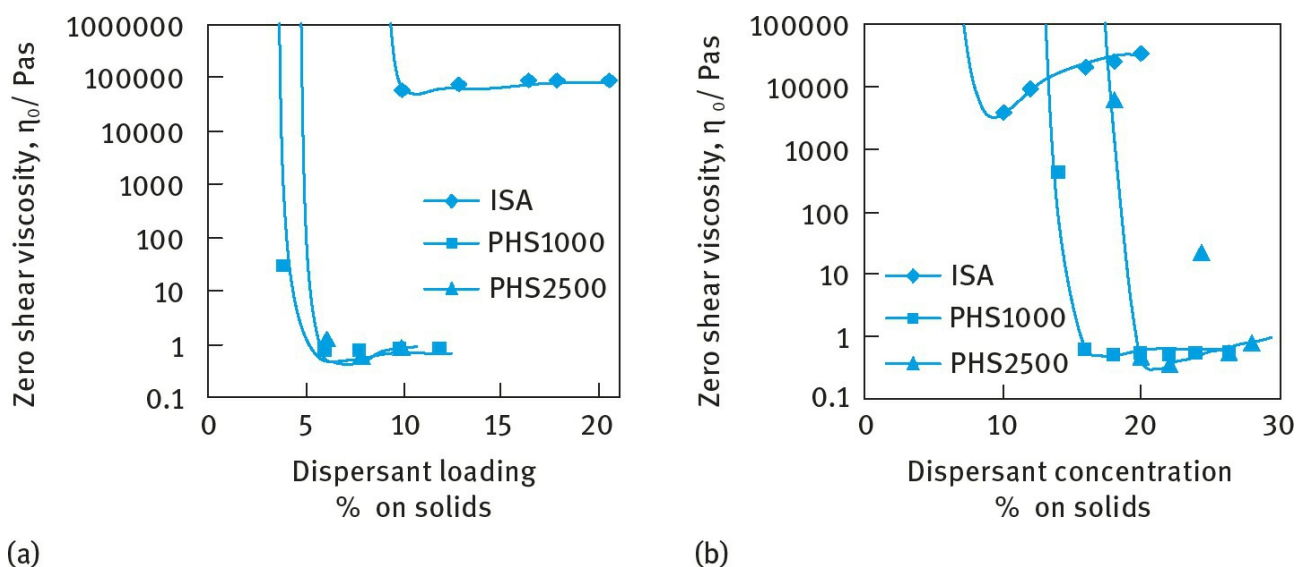 Zero shear viscosity, η0/ Pas
1000000
100000
10000
1000
100
10
1
0.1
0
5
10
15
20
ISA
PHS1000
PHS2500
Dispersant loading
% on solids
(a)
Zero shear viscosity, η 0/ Pas
100000
10000
1000
100
10
1
0.1
0
10
20
30
ISA
PHS1000
PHS2500
Dispersant concentration
% on solids
(b)